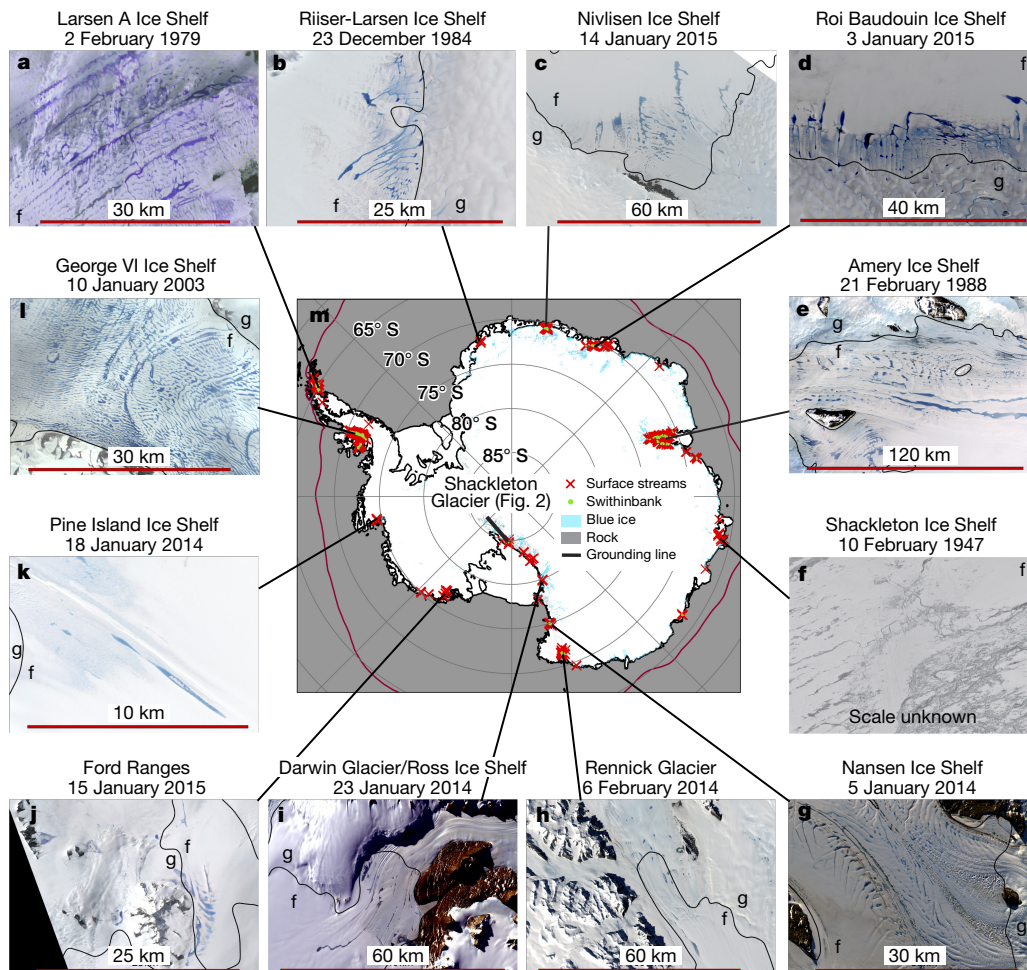 Larsen A Ice Shelf
2 February 1979
Riiser-Larsen Ice Shelf
23 December 1984
Nivlisen Ice Shelf
14 January 2015
Roi Baudouin Ice Shelf
3 January 2015
a
f
30 km
b
f
g
25 km
c
f
g
60 km
d
f
g
40 km
George VI Ice Shelf
10 January 2003
l
g
f
30 km
m
65° S
70° S
75° S
80° S
85° S
Shackleton
Glacier (Fig. 2)
Surface streams
Swithinbank
Blue ice
Rock
Grounding line
Amery Ice Shelf
21 February 1988
e
g
f
120 km
Pine Island Ice Shelf
18 January 2014
k
g
f
10 km
Shackleton Ice Shelf
10 February 1947
f
f
Scale unknown
Ford Ranges
15 January 2015
j
f
g
25 km
Darwin Glacier/Ross Ice Shelf
23 January 2014
i
g
f
60 km
Rennick Glacier
6 February 2014
h
g
f
60 km
Nansen Ice Shelf
5 January 2014
g
f
g
30 km